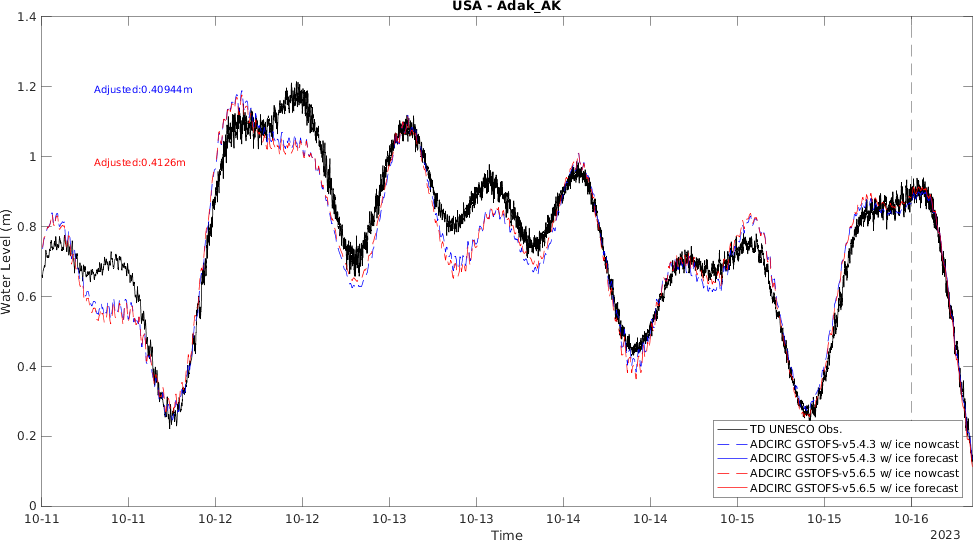 USA - Adak_AK
1.4
1.2
1
0.8
0.6
0.4
0.2
0
Water Level (m)
Adjusted:0.40944m
Adjusted:0.4126m
TD UNESCO Obs.
ADCIRC GSTOFS-v5.4.3 w/ ice nowcast
ADCIRC GSTOFS-v5.4.3 w/ ice forecast
ADCIRC GSTOFS-v5.6.5 w/ ice nowcast
ADCIRC GSTOFS-v5.6.5 w/ ice forecast
10-11 10-11 10-12 10-12 10-13 10-13 10-14 10-14 10-15 10-15 10-16
Time
2023